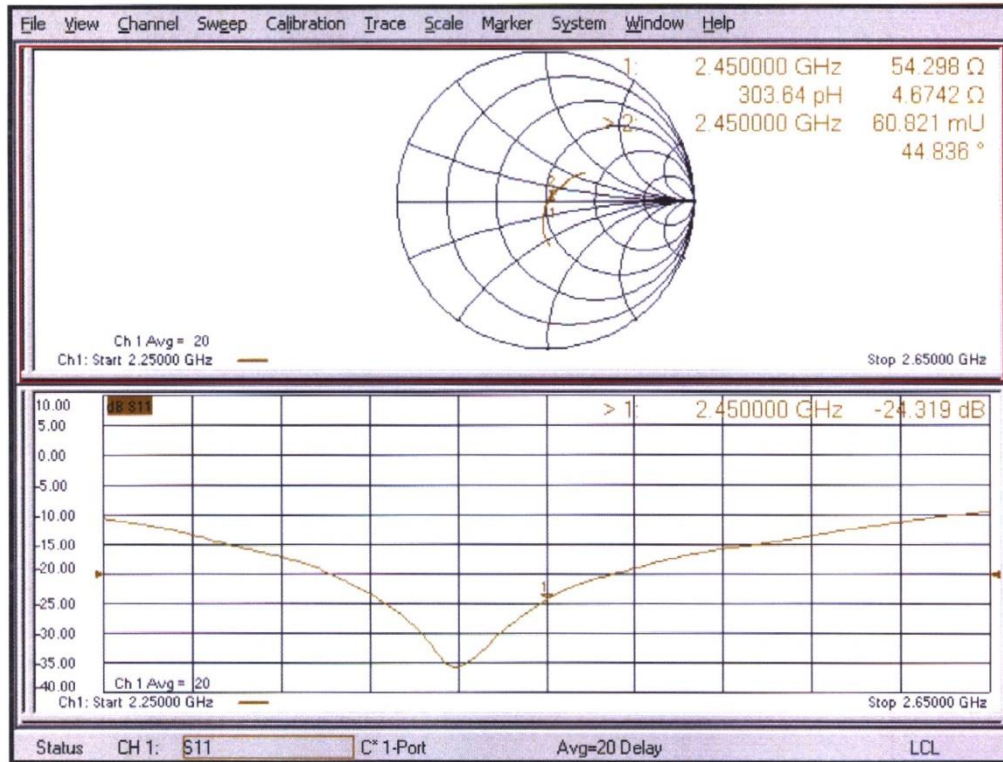 File View Channel Sweep Calibration Trace Scale Marker System Window Help
1: 2.450000 GHz 54.298 Ω
303.64 pH 4.6742 Ω
> 2: 2.450000 GHz 60.821 mU
44.836 °
2
1
Ch 1 Avg = 20
Ch1: Start 2.25000 GHz Stop 2.65000 GHz
10.00 dB S11 > 1: 2.450000 GHz -24.319 dB
5.00
0.00
-5.00
-10.00
-15.00
-20.00
1
-25.00
-30.00
-35.00
-40.00 Ch 1 Avg = 20
Ch1: Start 2.25000 GHz Stop 2.65000 GHz
Status CH 1: S11 C* 1-Port Avg=20 Delay LCL